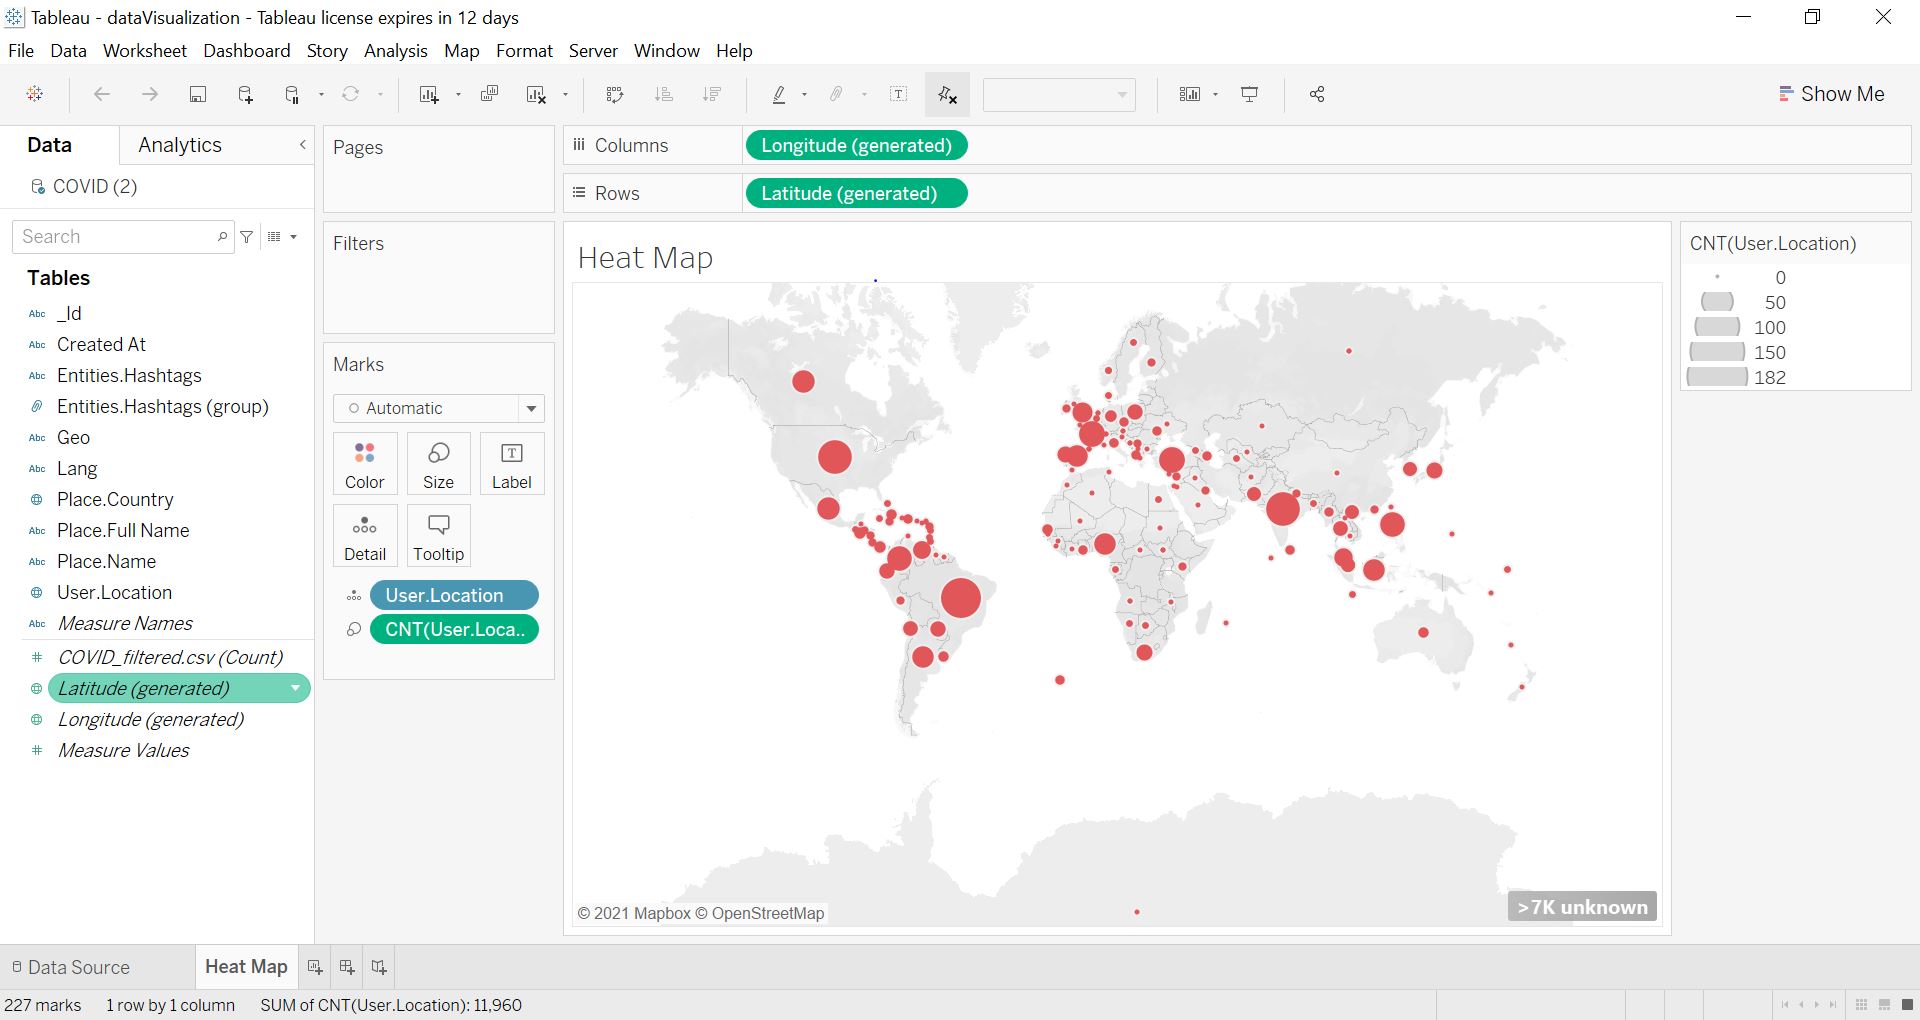 Tableau - dataVisualization - Tableau license expires in 12 days
File Data Worksheet Dashboard Story Analysis Map Format Server Window Help
Show Me
Data Analytics
COVID (2)
Search
Tables
Abc _Id
Abc Created At
Abc Entities.Hashtags
Entities.Hashtags (group)
Abc Geo
Abc Lang
Place.Country
Abc Place.Full Name
Abc Place.Name
User.Location
Abc Measure Names
# COVID_filtered.csv (Count)
Latitude (generated)
Longitude (generated)
# Measure Values
Pages
Filters
Marks
Automatic
Color Size Label
Detail Tooltip
User.Location
CNT(User.Loca..
Columns Longitude (generated)
Rows Latitude (generated)
Heat Map
© 2021 Mapbox © OpenStreetMap
>7K unknown
CNT(User.Location)
0
50
100
150
182
Data Source Heat Map
227 marks 1 row by 1 column SUM of CNT(User.Location): 11,960